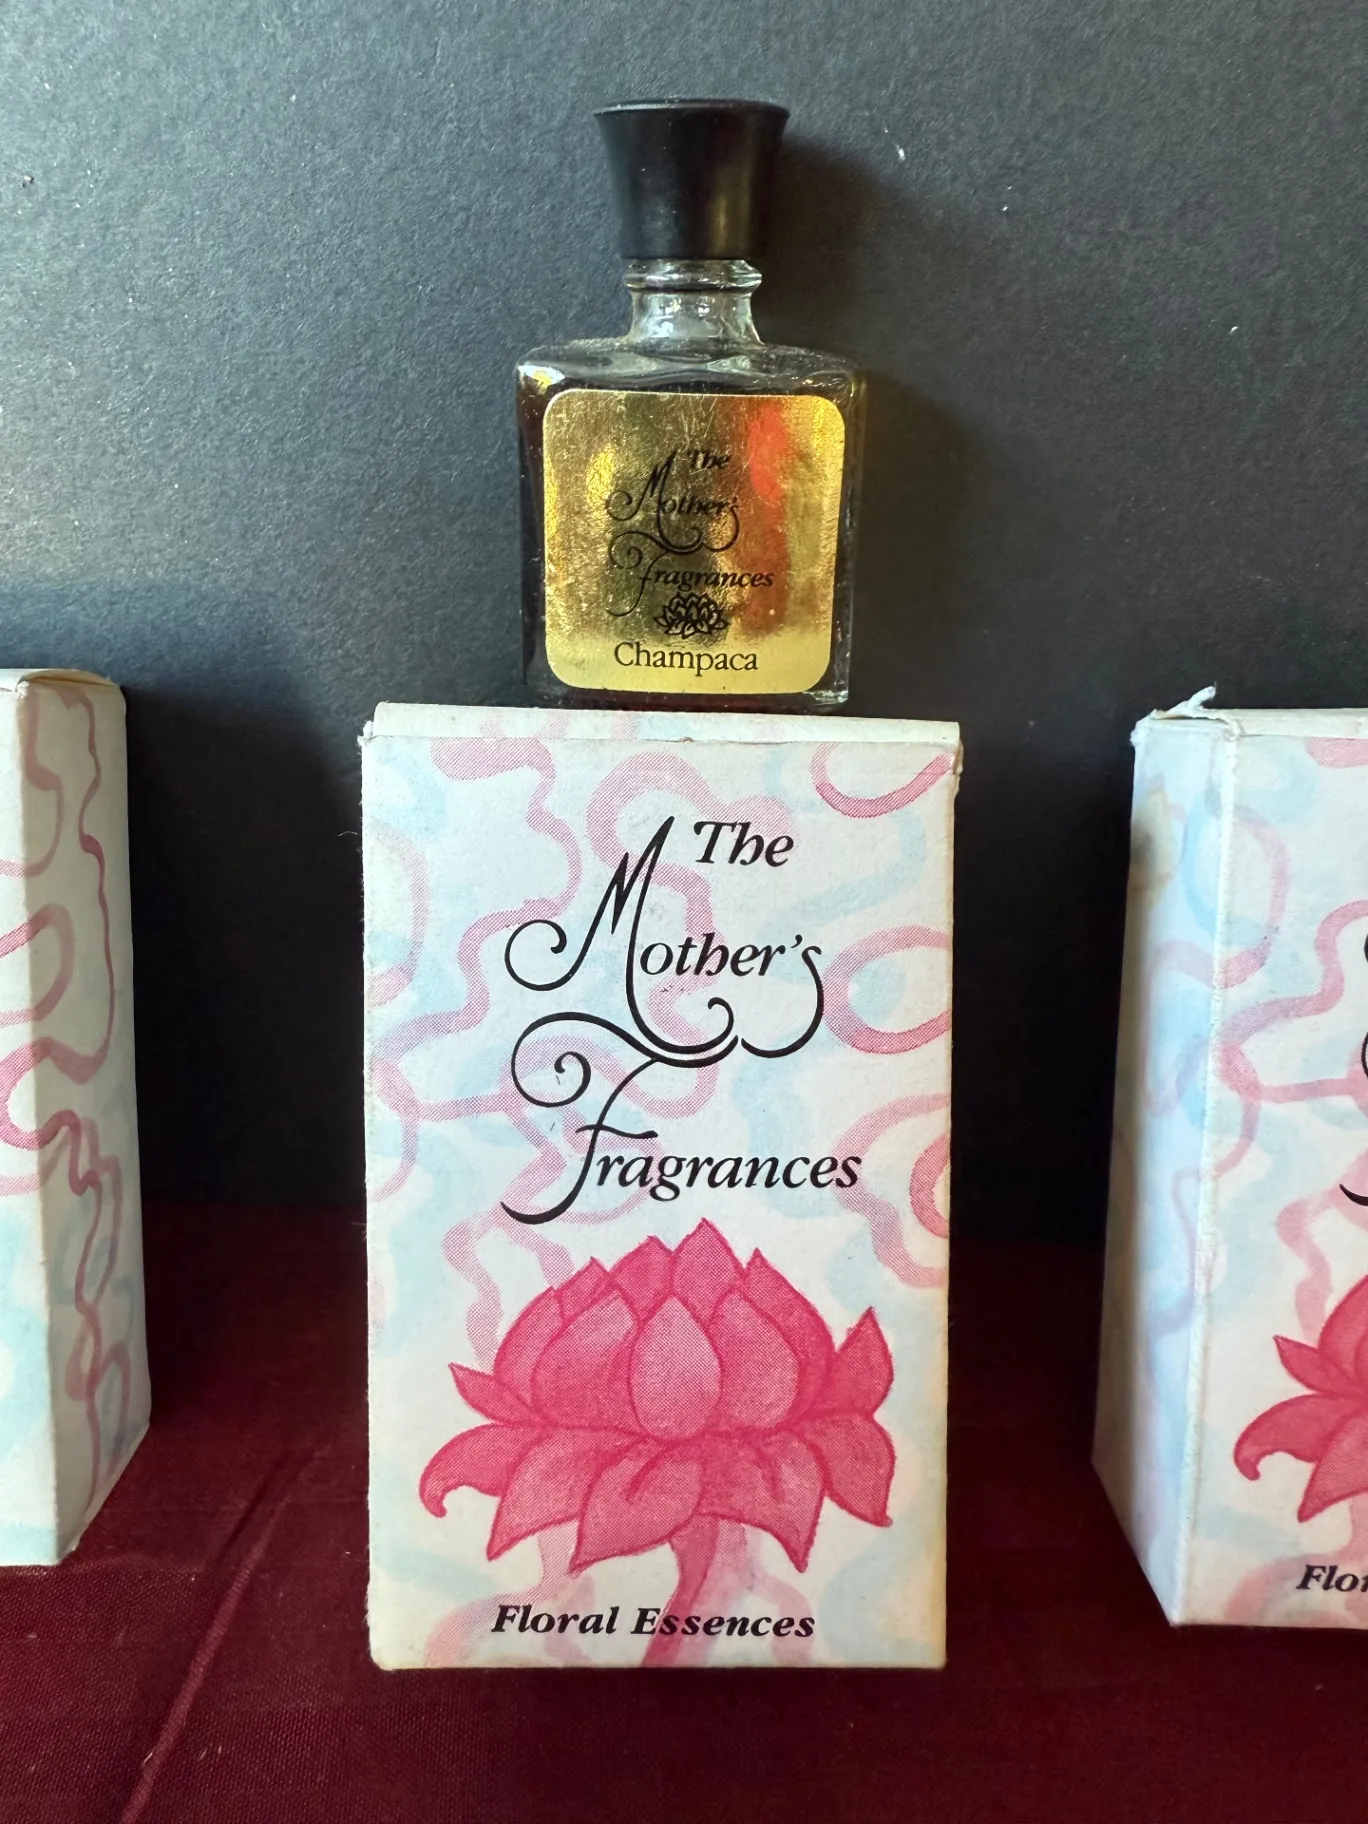 The
Mother's
Fragrances
Champaca
The
Mother's
Fragrances
Floral Essences